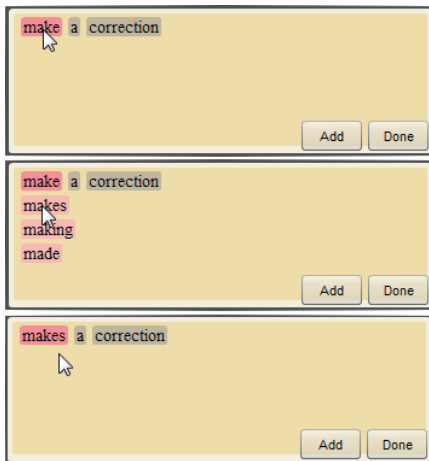 make a correction
Add Done
make a correction
makes
making
made
Add Done
makes a correction
Add Done